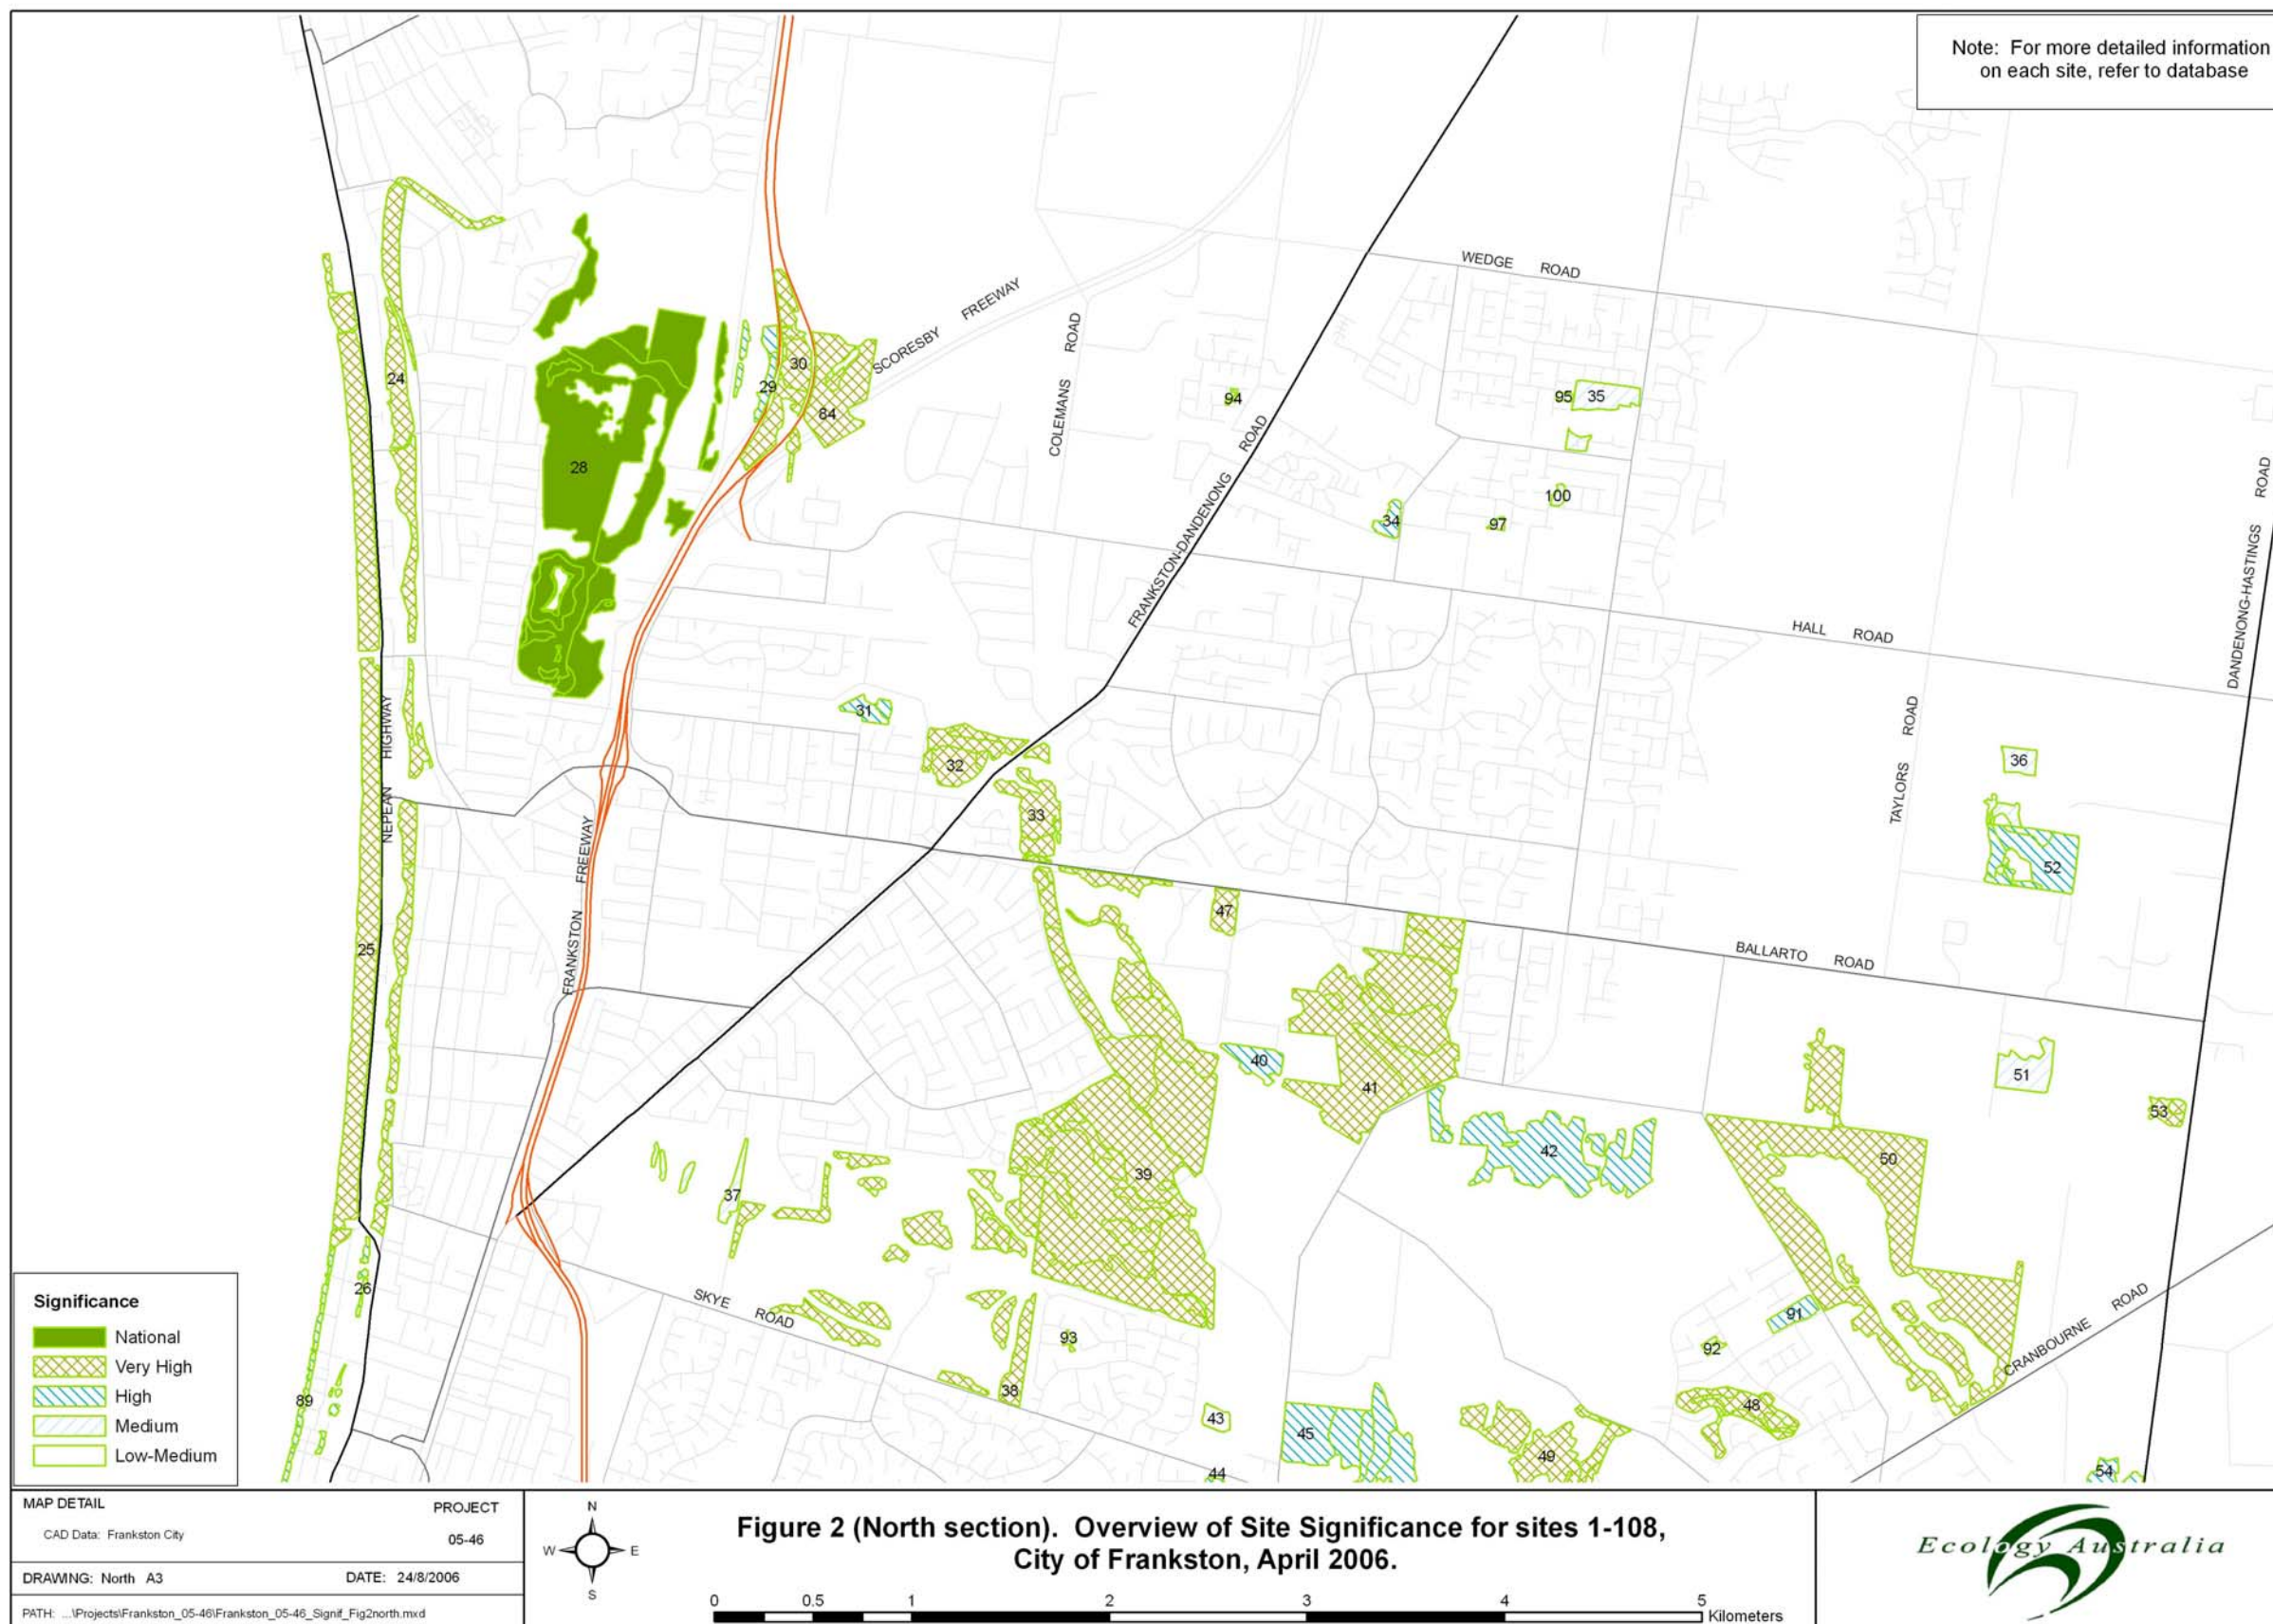 Note: For more detailed information
on each site, refer to database
WEDGE ROAD
SCORESBY FREEWAY
COLEMANS ROAD
24
30
29
84
94
95
35
28
FRANKSTON-DANDENONG ROAD
DANDENONG-HASTINGS ROAD
100
34
97
HALL ROAD
31
NEPEAN HIGHWAY
TAYLORS ROAD
32
36
33
FRANKSTON FREEWAY
52
47
25
BALLARTO ROAD
40
41
51
53
42
50
39
37
26
SKYE ROAD
CRANBOURNE ROAD
91
93
92
38
89
48
43
45
49
44
54
Significance
National
Very High
High
Medium
Low-Medium
MAP DETAIL
PROJECT
CAD Data: Frankston City
05-46
DRAWING: North A3
DATE: 24/8/2006
PATH: ...\Projects\Frankston_05-46\Frankston_05-46_Signif_Fig2north.mxd
N
W
E
S
Figure 2 (North section). Overview of Site Significance for sites 1-108,
City of Frankston, April 2006.
0 0.5 1 2 3 4 5
Kilometers
Ecology Australia